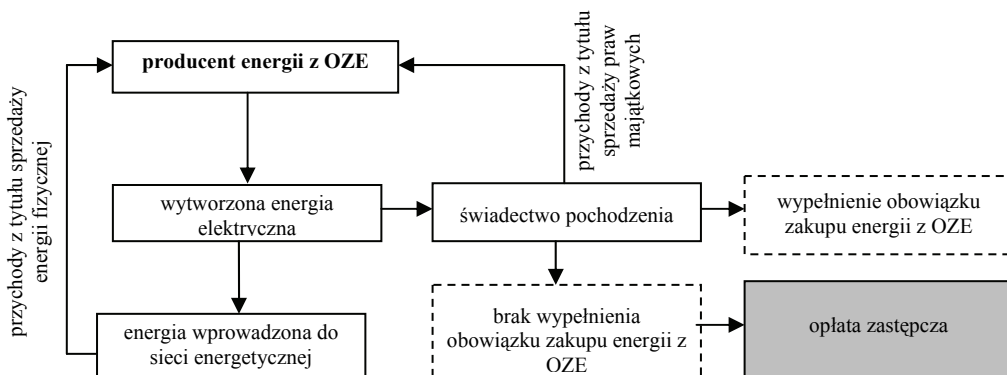 producent energii z OZE
przychody z tytułu sprzedaży
energii fizycznej
przychody z tytułu
sprzedaży praw
majątkowych
wytworzona energia
elektryczna
świadectwo pochodzenia
wypełnienie obowiązku
zakupu energii z OZE
energia wprowadzona do
sieci energetycznej
brak wypełnienia
obowiązku zakupu energii z
OZE
opłata zastępcza